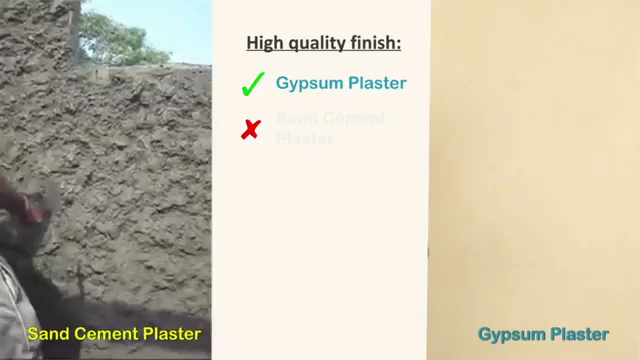 High quality finish:
✓ Gypsum Plaster
✗ Sand Cement
Plaster
Sand Cement Plaster
Gypsum Plaster